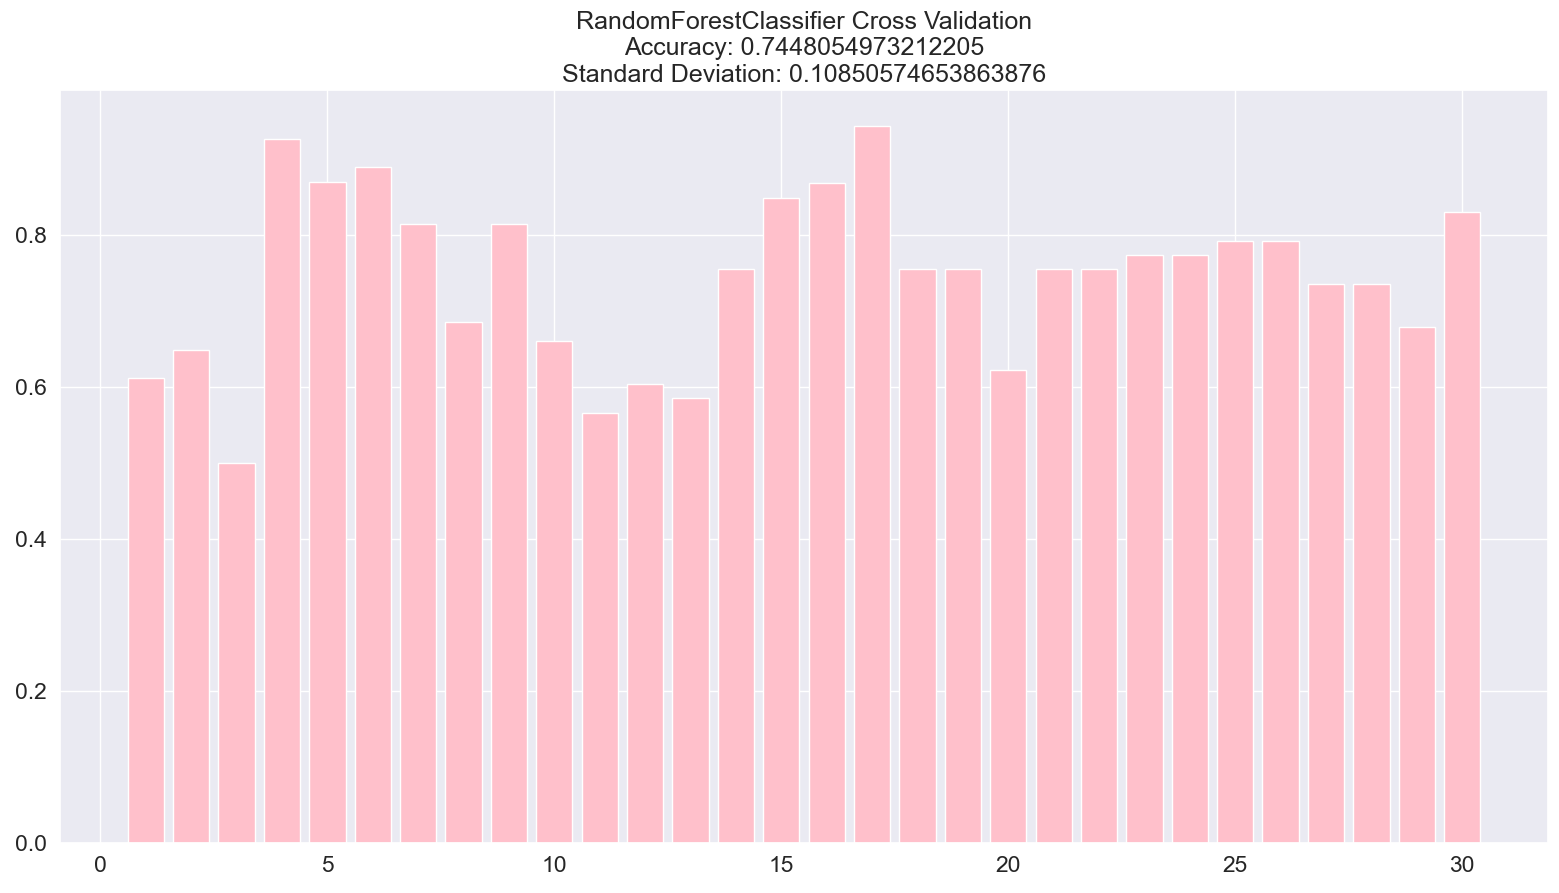 RandomForestClassifier Cross Validation
Accuracy: 0.7448054973212205
Standard Deviation: 0.10850574653863876
0.8
0.6
0.4
0.2
0.0
0 5 10 15 20 25 30